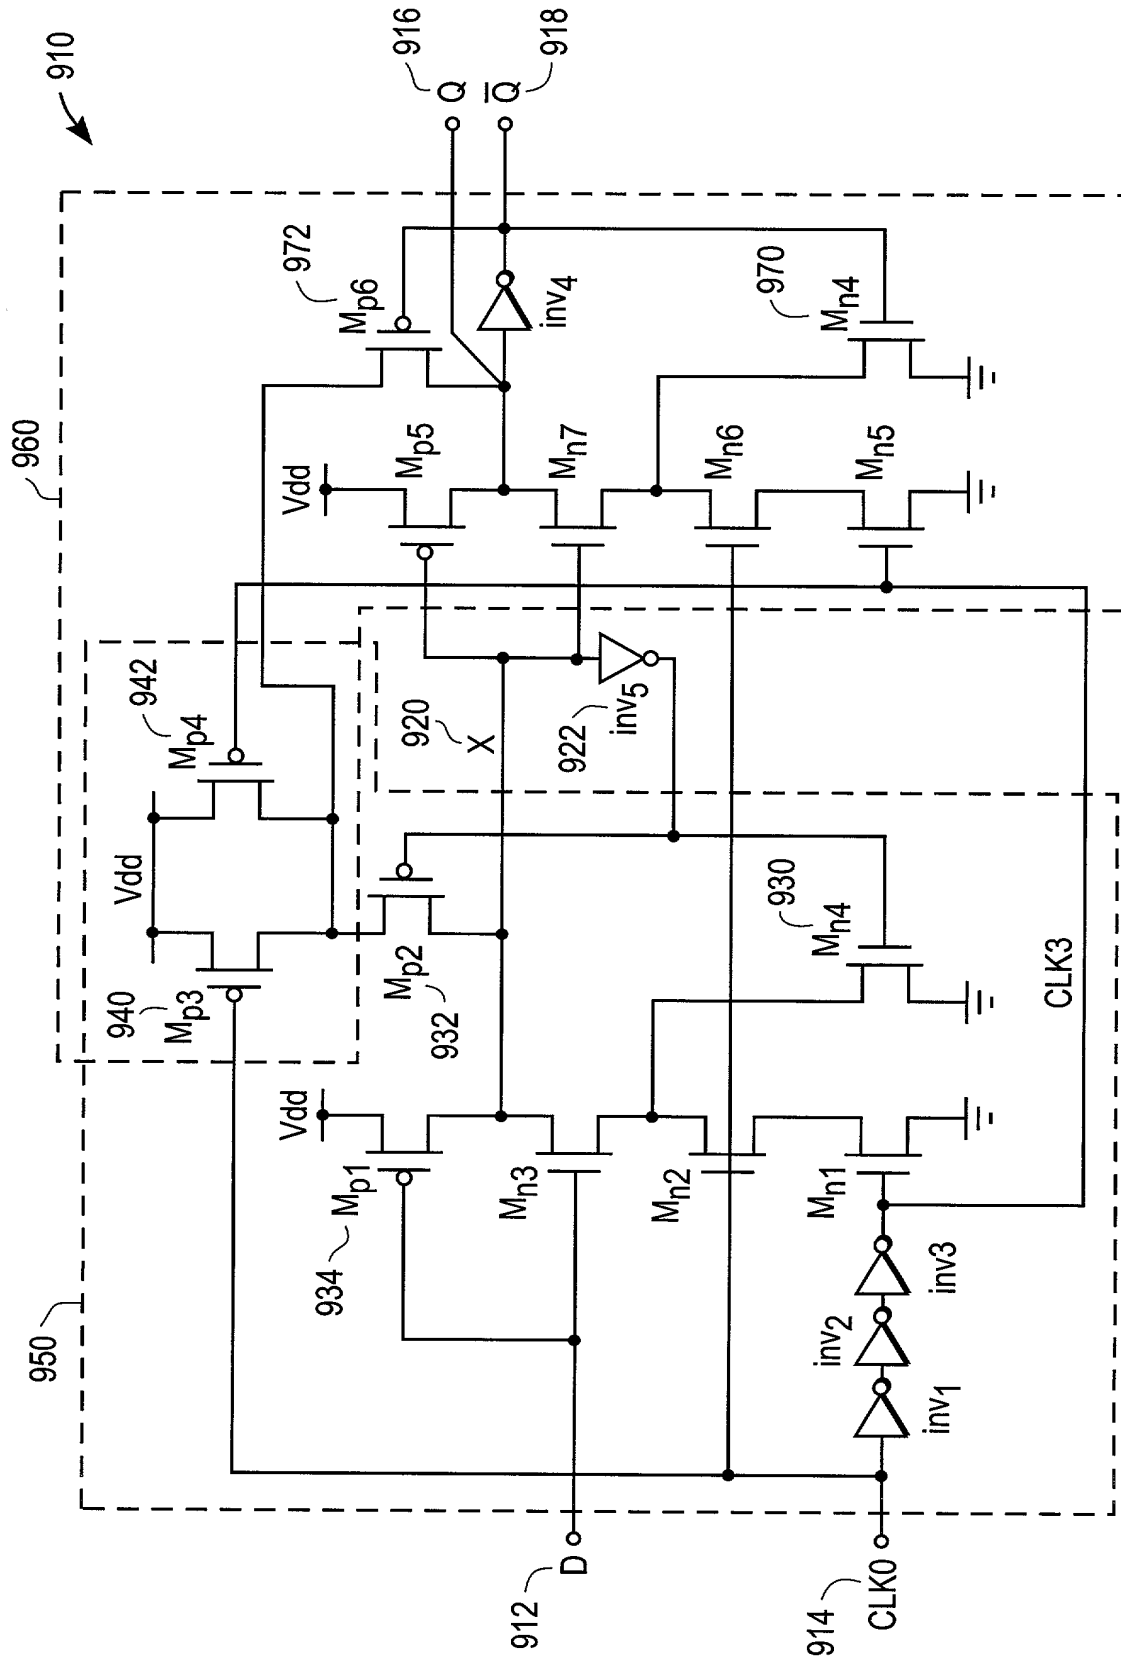 910
916
Q
Q̅
918
960
972
Mp6
inv4
970
Mn4
Vdd
Mp5
Mn7
Mn6
Mn5
942
Mp4
Vdd
940
Mp3
920
X
922
inv5
Mp2
932
930
Mn4
CLK3
950
Vdd
934
Mp1
Mn3
Mn2
Mn1
inv3
inv2
inv1
912
D
914
CLK0